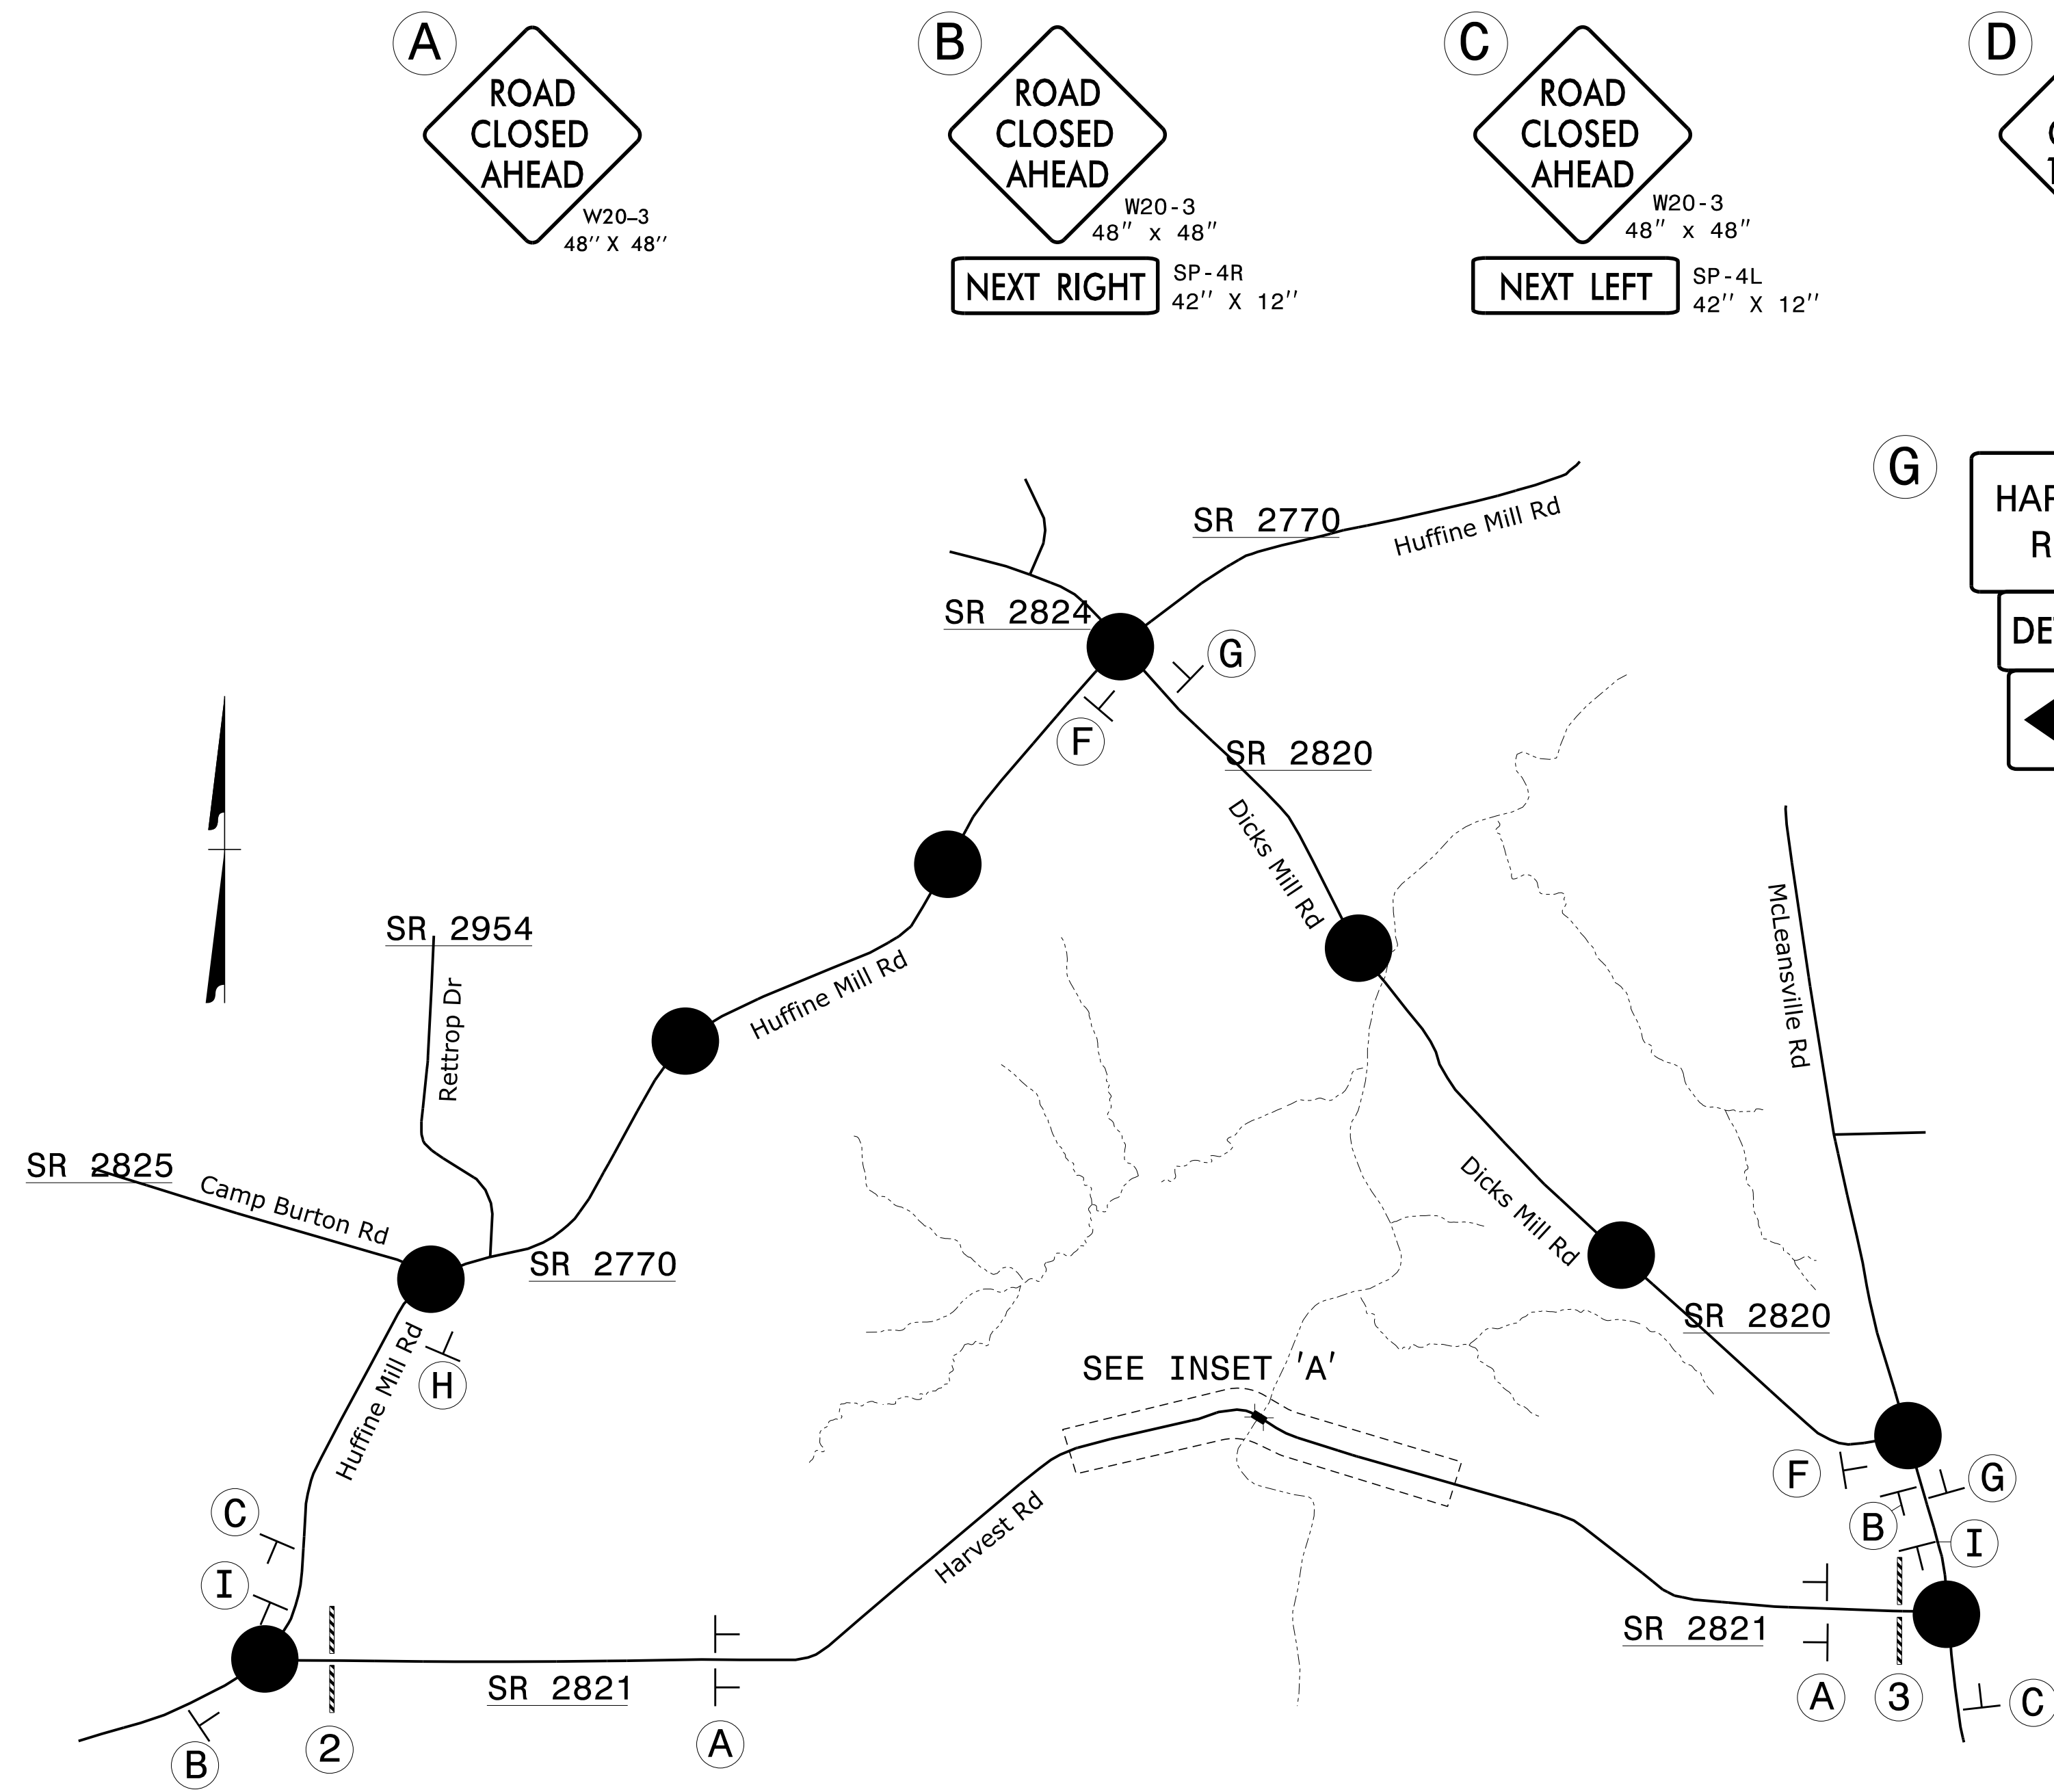 A
ROAD
CLOSED
AHEAD
W20-3
48" X 48"
B
ROAD
CLOSED
AHEAD
W20-3
48" x 48"
NEXT RIGHT
SP-4R
42" X 12"
C
ROAD
CLOSED
AHEAD
W20-3
48" x 48"
NEXT LEFT
SP-4L
42" X 12"
D
G
SR 2770
Huffine Mill Rd
SR 2824
G
F
SR 2820
Dicks Mill Rd
McLeansville Rd
SR 2954
Rettrop Dr
Huffine Mill Rd
SR 2825
Camp Burton Rd
SR 2770
Dicks Mill Rd
SR 2820
Huffine Mill Rd
H
SEE INSET 'A'
C
I
Harvest Rd
F
G
B
I
SR 2821
SR 2821
A
3
C
B
2
A